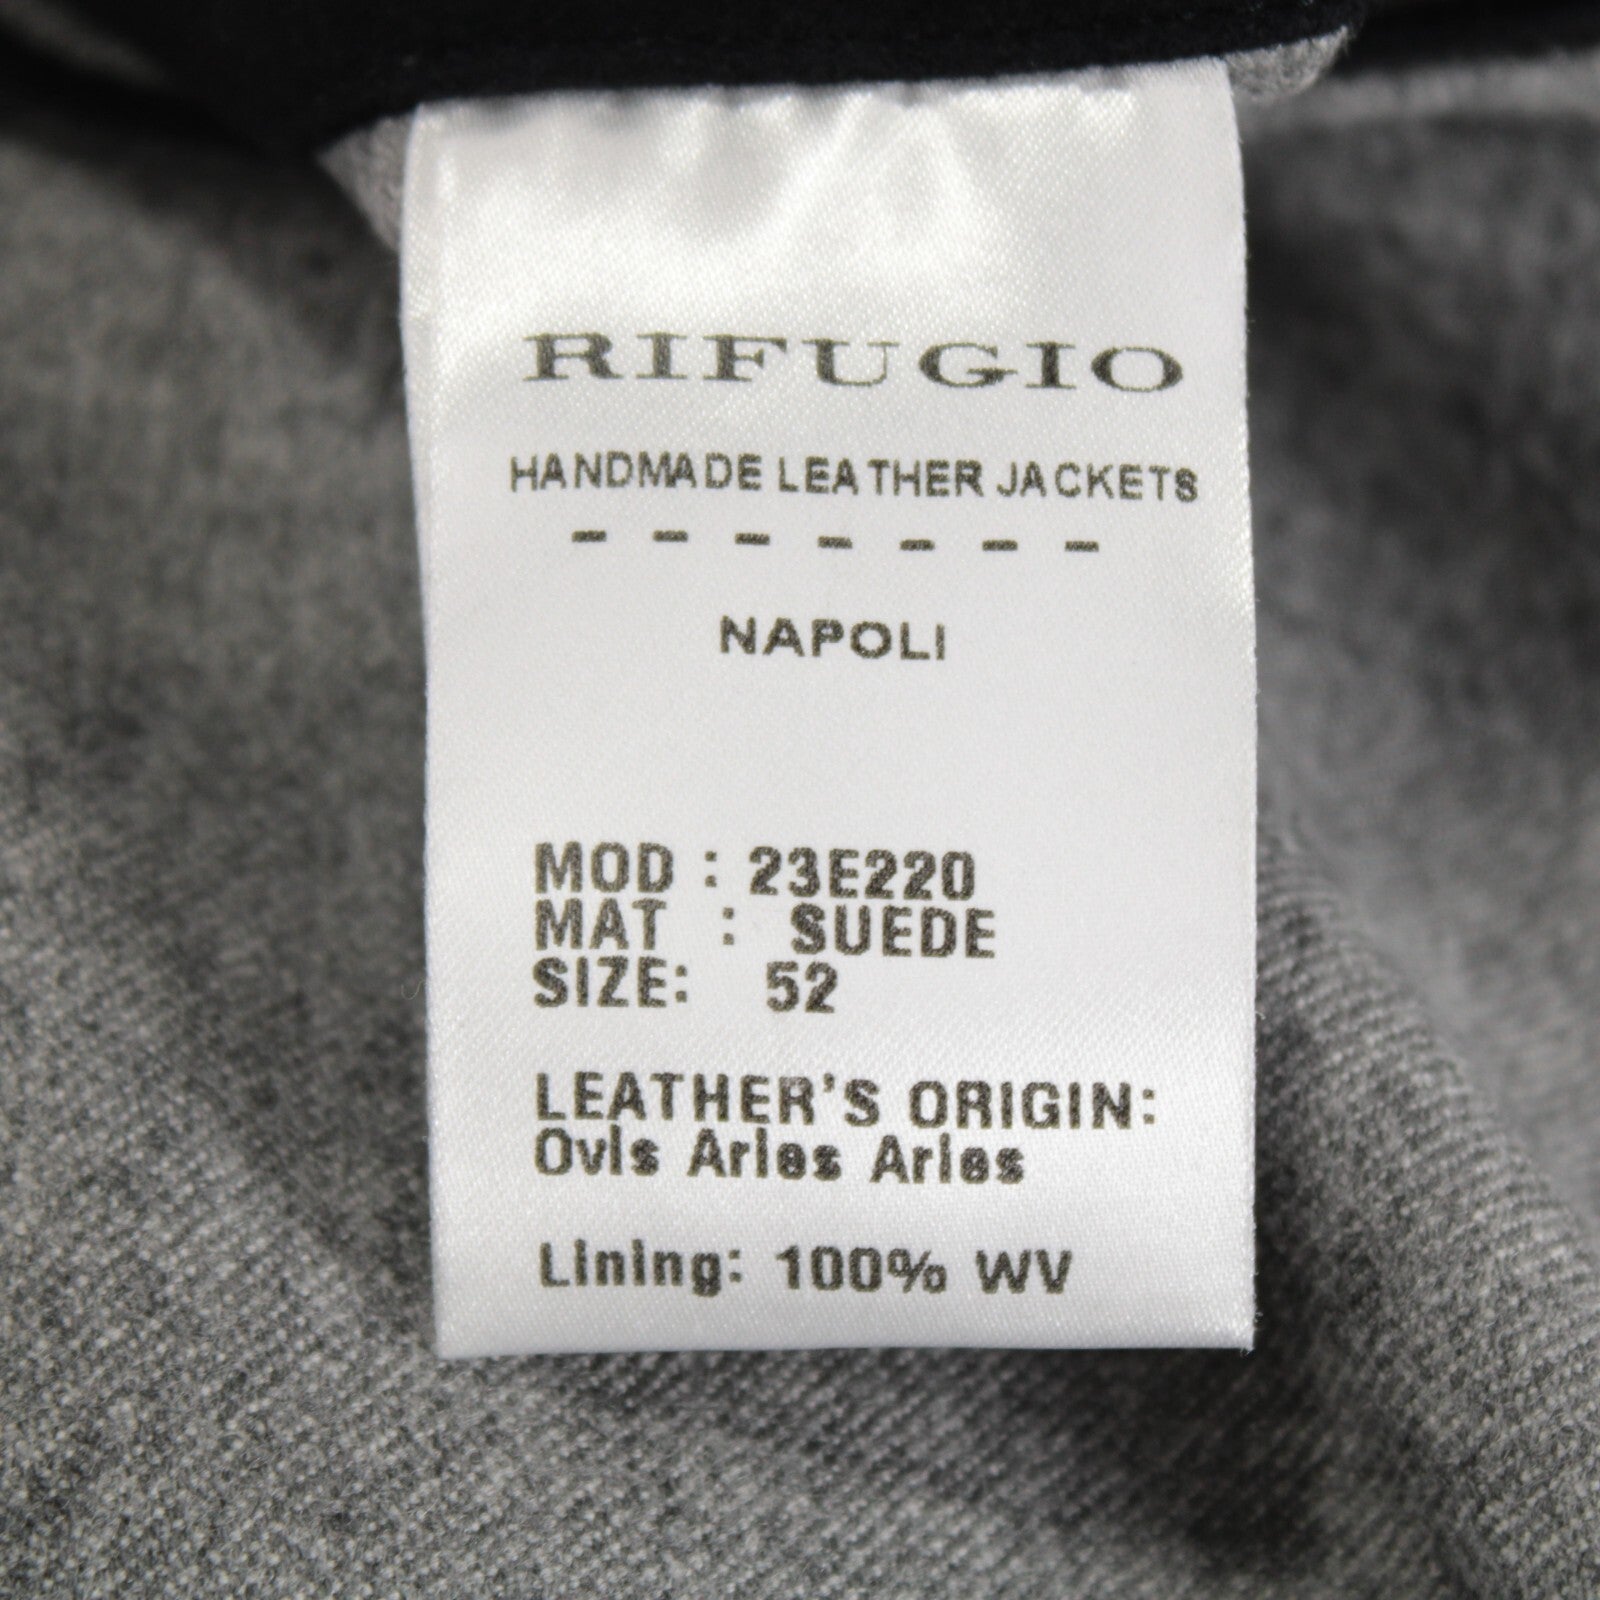 RIFUGIO
HANDMADE LEATHER JACKETS
- - - - - - -
NAPOLI
MOD : 23E220
MAT : SUEDE
SIZE: 52
LEATHER'S ORIGIN:
Ovis Aries Aries
Lining: 100% WV